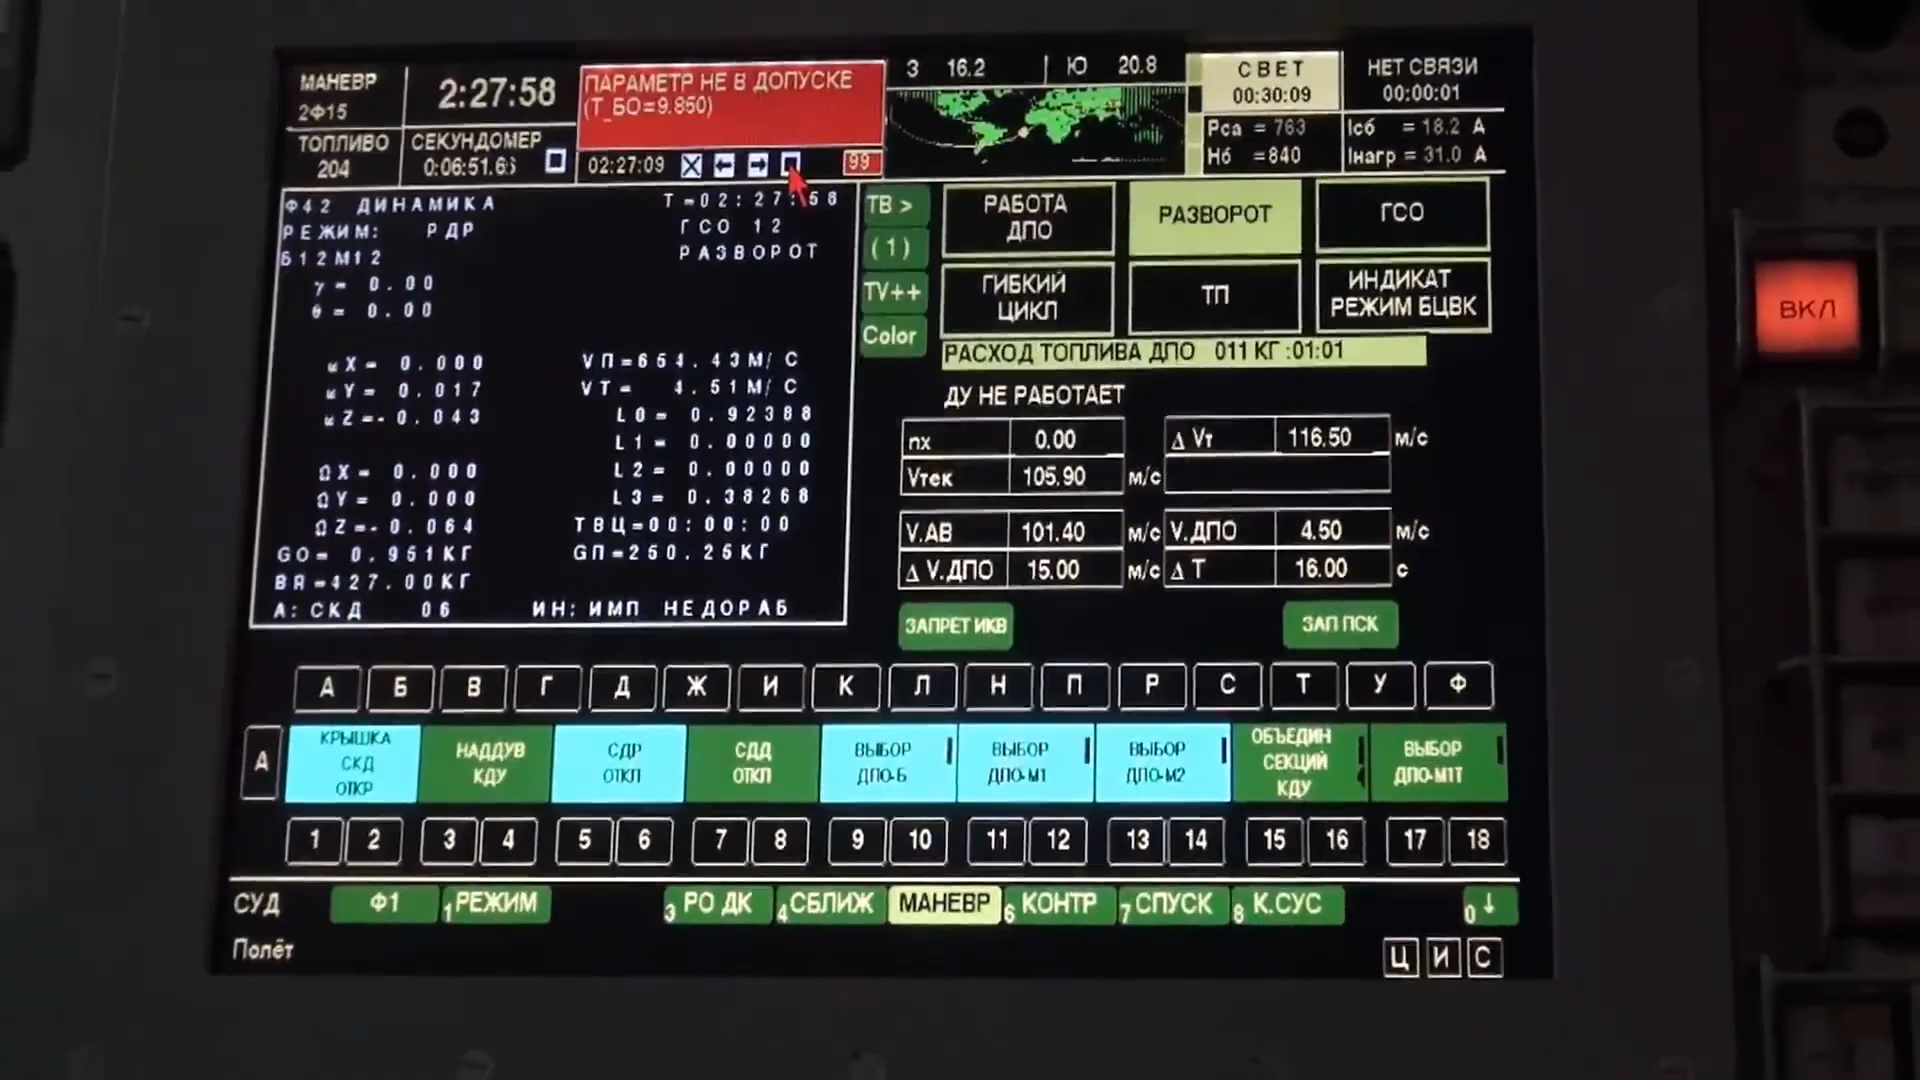 МАНЕВР
2Ф15
2:27:58
ТОПЛИВО
204
СЕКУНДОМЕР
ПАРАМЕТР НЕ В ДОПУСКЕ
(Т_БО=9.850)
02:27:09
99
З 16.2 Ю 20.8
СВЕТ
00:30:09
НЕТ СВЯЗИ
00:00:01
Рса = 763
Нб =840
Iсб = 18.2 А
Iнагр = 31.0 А
Ф42 ДИНАМИКА
РЕЖИМ: РДР
Б12М12
Т=02:27:58
ГСО 12
РАЗВОРОТ
γ= 0.00
θ= 0.00
X= 0.000
Y= 0.017
Z=-0.043
ΩX= 0.000
ΩY= 0.000
ΩZ=-0.064
GО= 0.951КГ
ВЯ=427.00КГ
А: СКД 06
VП=654.43М/С
VТ= 4.51М/С
L0= 0.92388
L1= 0.00000
L2= 0.00000
L3= 0.38268
ТВЦ=00:00:00
GП=250.25КГ
ИН: ИМП НЕДОРАБ
ТВ >
(1)
TV++
Color
РАБОТА
ДПО
РАЗВОРОТ
ГСО
ГИБКИЙ
ЦИКЛ
ТП
ИНДИКАТ
РЕЖИМ БЦВК
РАСХОД ТОПЛИВА ДПО 011 КГ :01:01
ДУ НЕ РАБОТАЕТ
nx 0.00
Δ Vт 116.50 м/с
Vтек 105.90 м/с
V.АВ 101.40 м/с
V.ДПО 4.50 м/с
Δ V.ДПО 15.00 м/с
Δ Т 16.00 с
ЗАПРЕТ ИКВ
ЗАП ПСК
А Б В Г Д Ж И К Л Н П Р С Т У Ф
А
КРЫШКА
СКД
ОТКР
НАДДУВ
КДУ
СДР
ОТКЛ
СДД
ОТКЛ
ВЫБОР
ДПО-Б
ВЫБОР
ДПО-М1
ВЫБОР
ДПО-М2
ОБЪЕДИН
СЕКЦИЙ
КДУ
ВЫБОР
ДПО-М1Т
1 2 3 4 5 6 7 8 9 10 11 12 13 14 15 16 17 18
СУД Ф1 1 РЕЖИМ 3 РО ДК 4 СБЛИЖ МАНЕВР 6 КОНТР 7 СПУСК 8 К.СУС 0 ↓
Полёт
Ц И С
ВКЛ